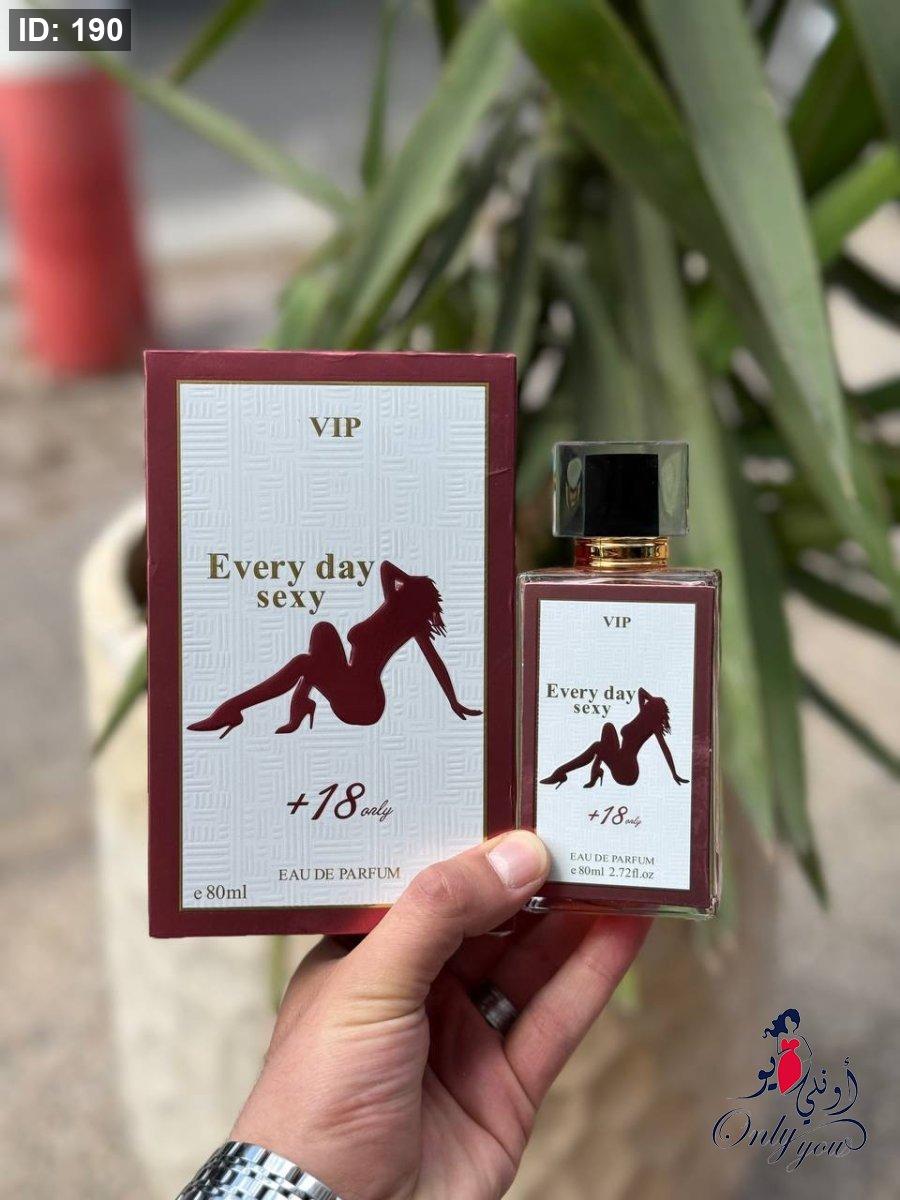 ID: 190
VIP
Every day
sexy
+18 only
EAU DE PARFUM
e 80ml
VIP
Every day
sexy
+18 only
EAU DE PARFUM
e 80ml 2.72fl.oz
أونلي يو
Only you